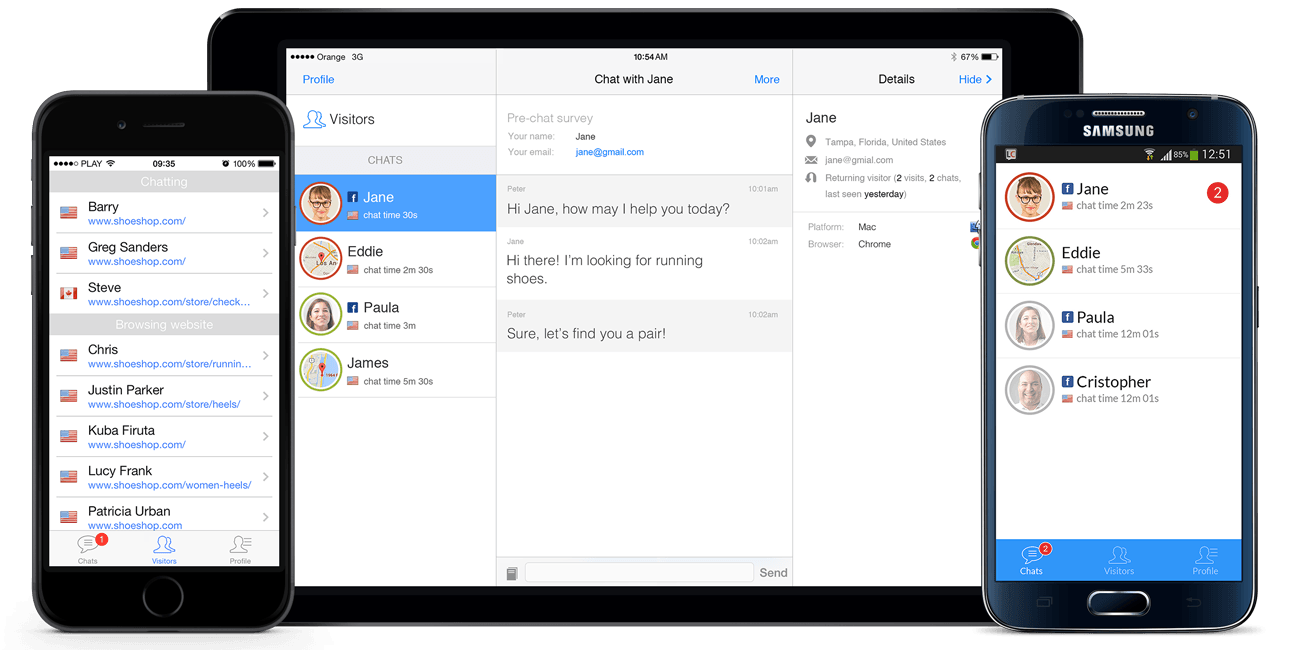 PLAY 09:35 100%
Chatting
Barry
www.shoeshop.com/
Greg Sanders
www.shoeshop.com/
Steve
www.shoeshop.com/store/check...
Browsing website
Chris
www.shoeshop.com/store/runnin...
Justin Parker
www.shoeshop.com/store/heels/
Kuba Firuta
www.shoeshop.com/
Lucy Frank
www.shoeshop.com/women-heels/
Patricia Urban
www.shoeshop.com
1
Chats Visitors Profile
Orange 3G 10:54AM 67%
Profile
Visitors
CHATS
Jane
chat time 30s
Eddie
Los An
chat time 2m 30s
Paula
chat time 3m
James
chat time 5m 30s
Chat with Jane More
Pre-chat survey
Your name: Jane
Your email: jane@gmail.com
Peter 10:01am
Hi Jane, how may I help you today?
Jane 10:02am
Hi there! I'm looking for running
shoes.
Peter 10:02am
Sure, let's find you a pair!
Send
Details Hide
Jane
Tampa, Florida, United States
jane@gmial.com
Returning visitor (2 visits, 2 chats,
last seen yesterday)
Platform: Mac
Browser: Chrome
SAMSUNG
LC 85% 12:51
Jane
chat time 2m 23s
2
Eddie
chat time 5m 33s
Paula
chat time 12m 01s
Cristopher
chat time 12m 01s
2
Chats Visitors Profile